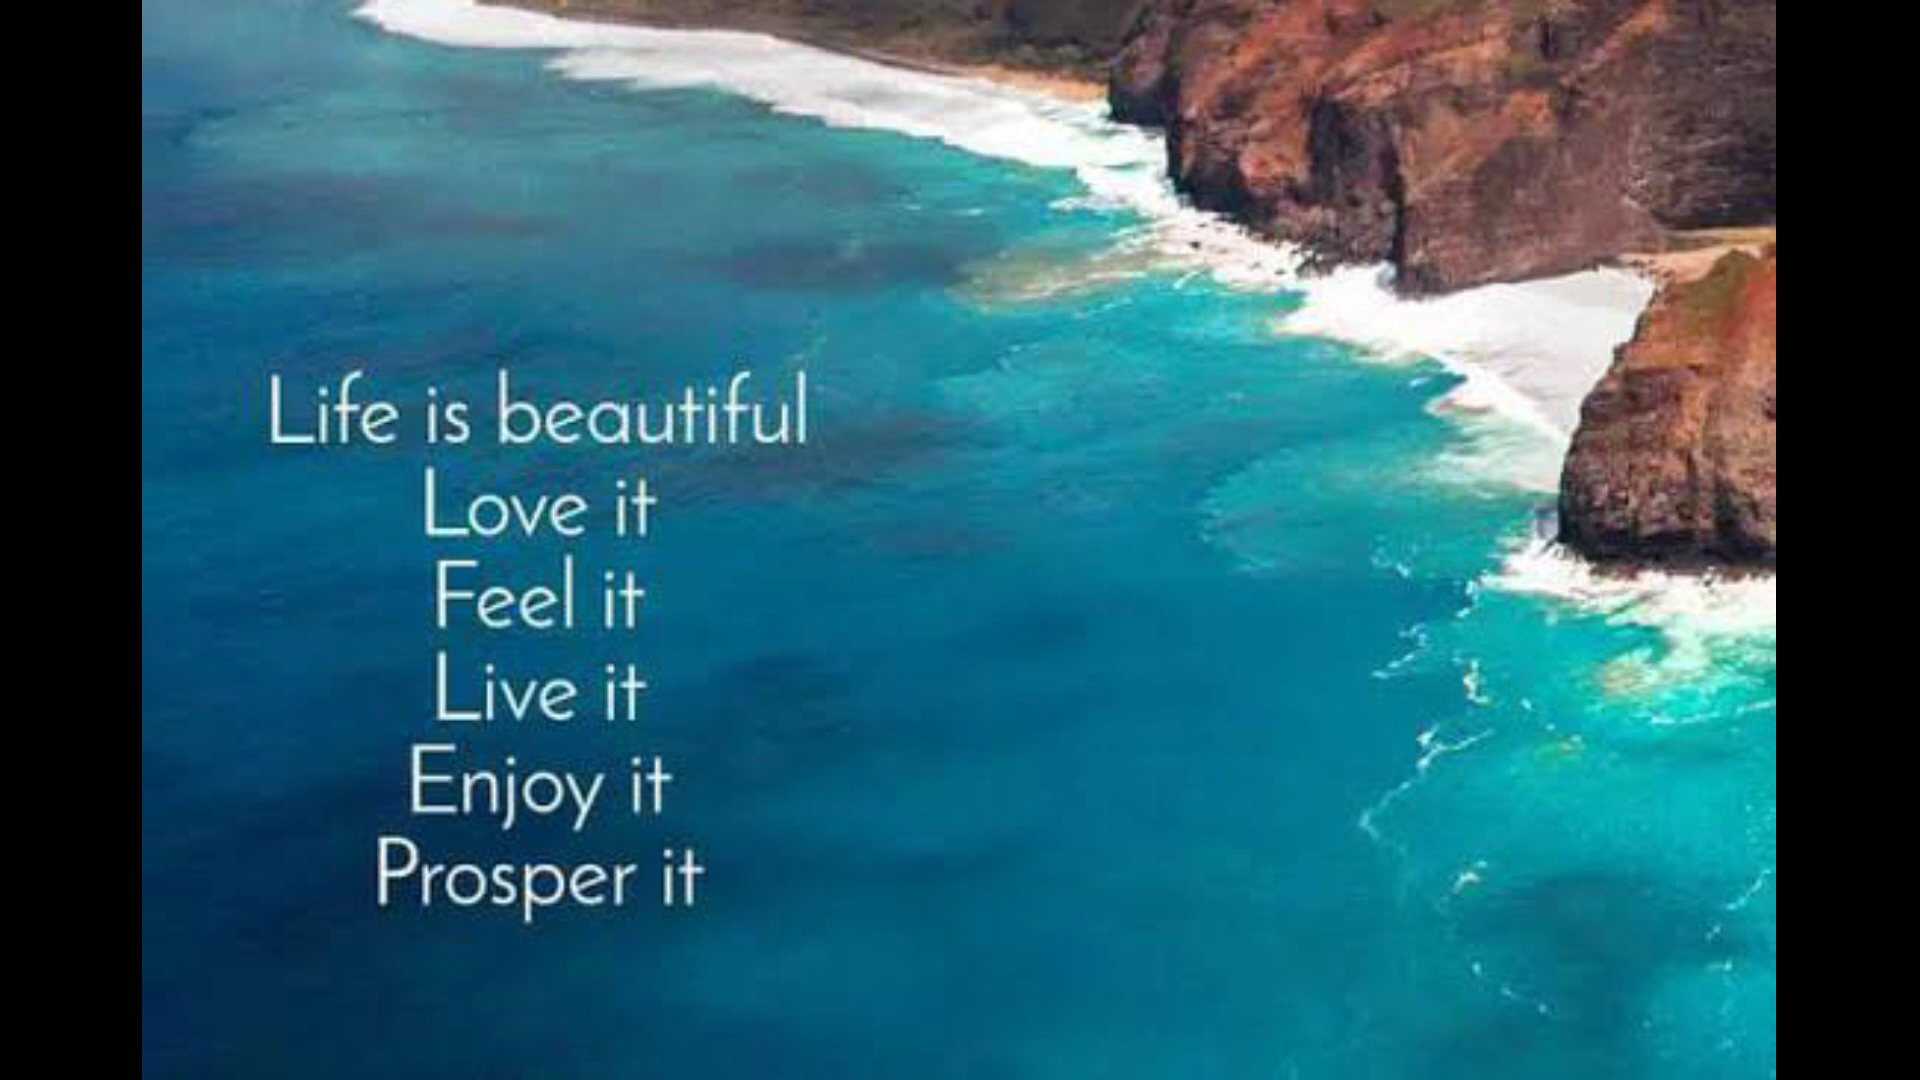 Life is beautiful
Love it
Feel it
Live it
Enjoy it
Prosper it